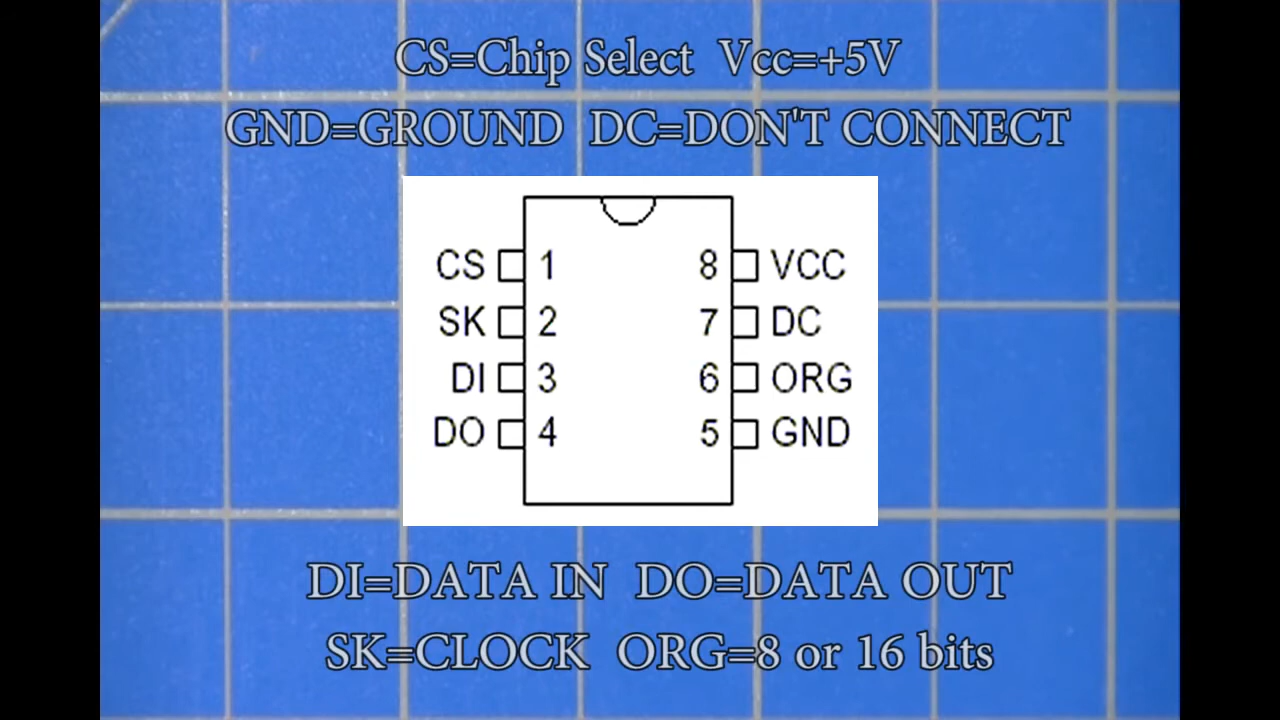 CS=Chip Select Vcc=+5V
GND=GROUND DC=DON'T CONNECT
CS 1 8 VCC
SK 2 7 DC
DI 3 6 ORG
DO 4 5 GND
DI=DATA IN DO=DATA OUT
SK=CLOCK ORG=8 or 16 bits